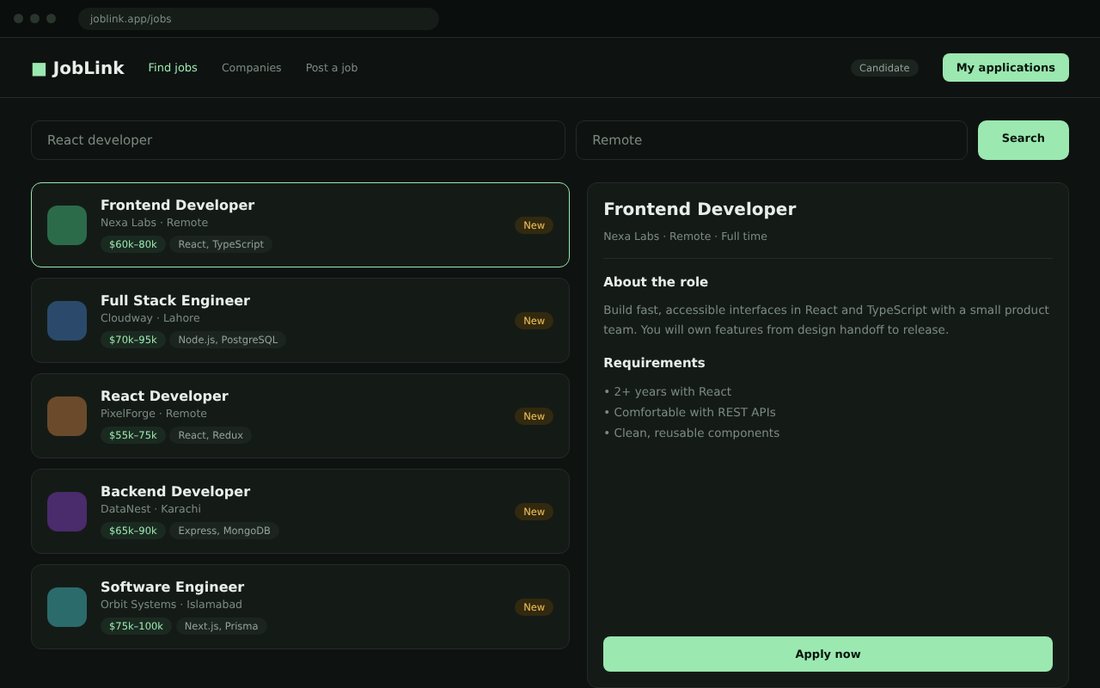 joblink.app/jobs
JobLink
Find jobs
Companies
Post a job
Candidate
My applications
React developer
Remote
Search
Frontend Developer
Nexa Labs · Remote
$60k–80k
React, TypeScript
New
Full Stack Engineer
Cloudway · Lahore
$70k–95k
Node.js, PostgreSQL
New
React Developer
PixelForge · Remote
$55k–75k
React, Redux
New
Backend Developer
DataNest · Karachi
$65k–90k
Express, MongoDB
New
Software Engineer
Orbit Systems · Islamabad
$75k–100k
Next.js, Prisma
New
Frontend Developer
Nexa Labs · Remote · Full time
About the role
Build fast, accessible interfaces in React and TypeScript with a small product
team. You will own features from design handoff to release.
Requirements
• 2+ years with React
• Comfortable with REST APIs
• Clean, reusable components
Apply now